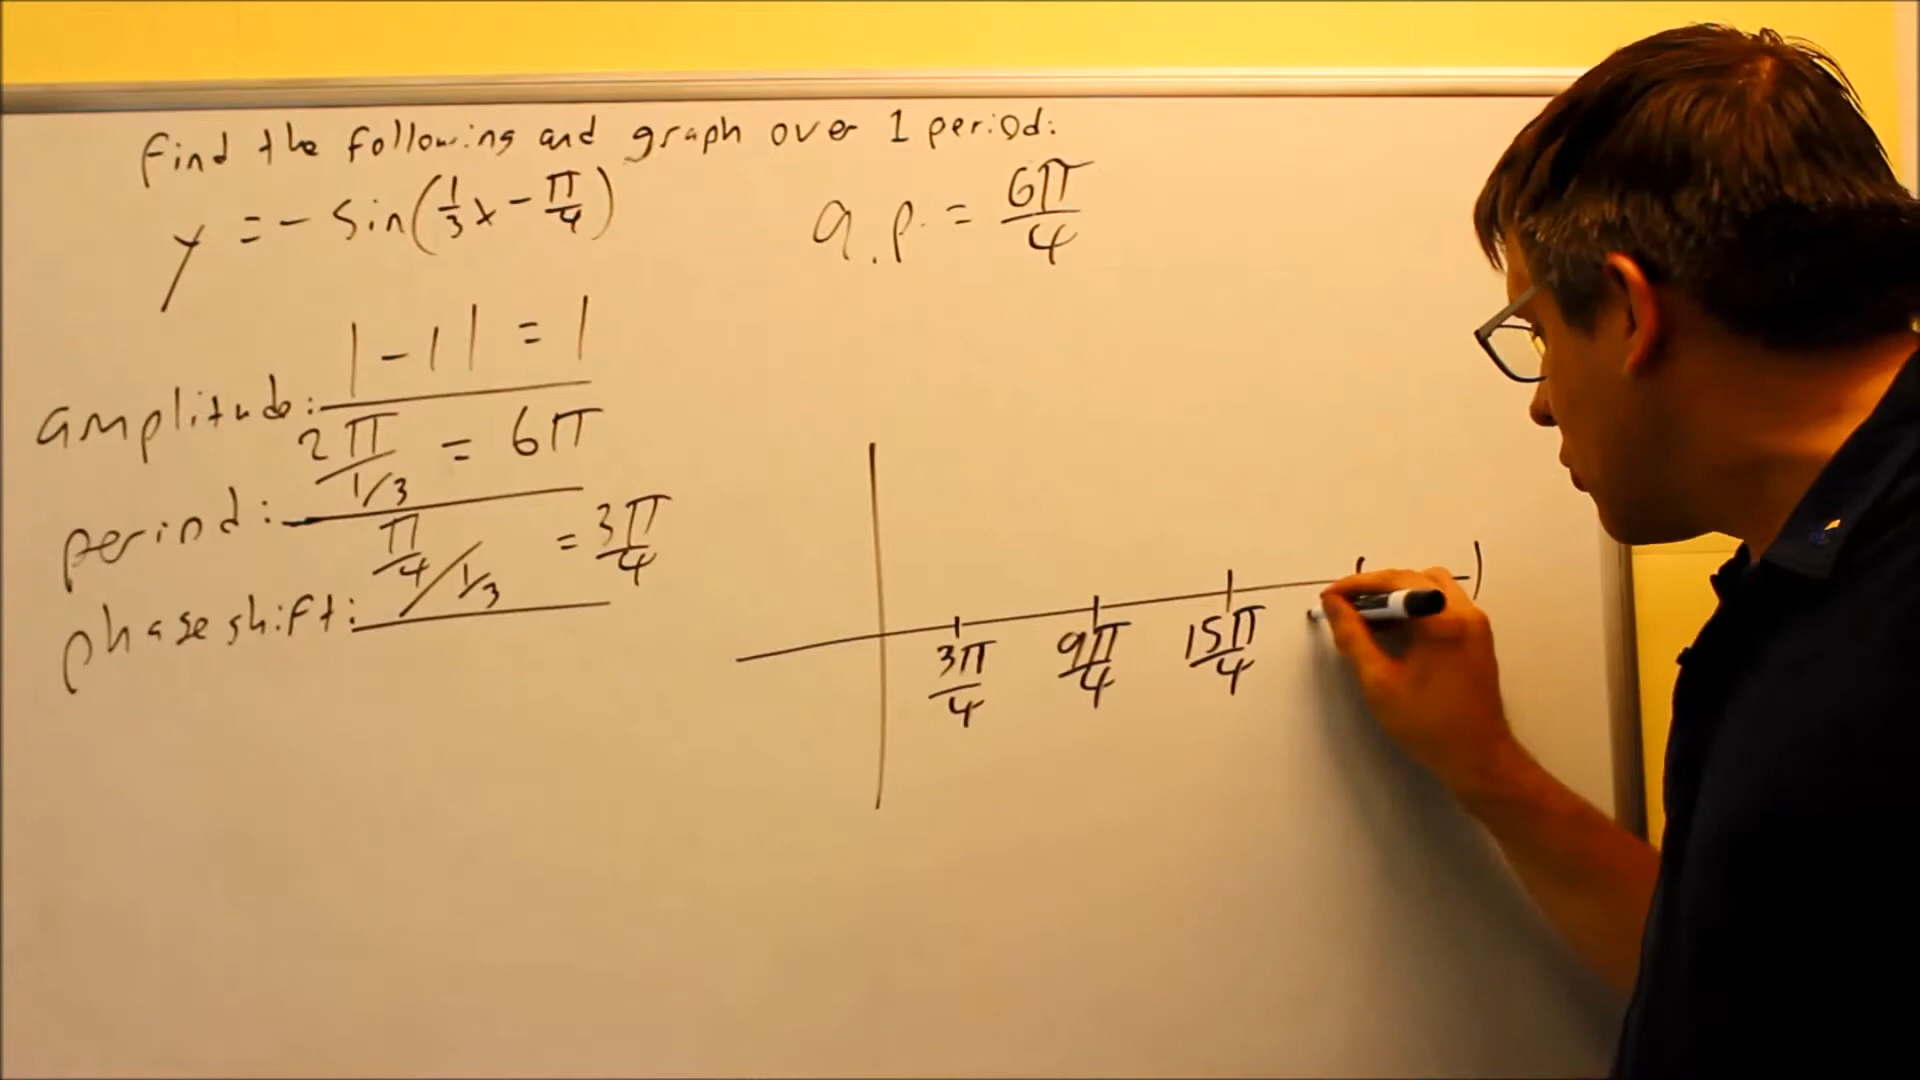 find the following and graph over 1 period:
y = - sin(1/3 x - π/4)
q.p. = 6π/4
amplitude: |-1| = 1
period: 2π/1/3 = 6π
phase shift: π/4 / 1/3 = 3π/4
3π/4 9π/4 15π/4